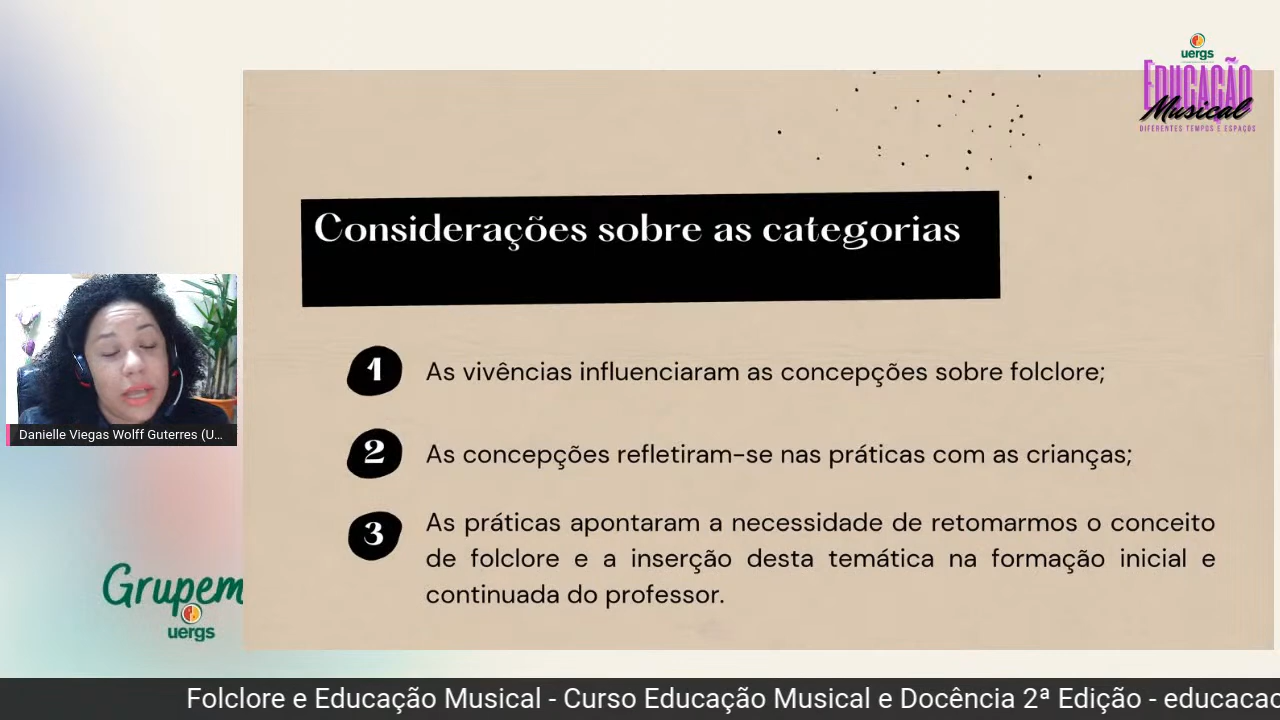 uergs
EDUCAÇÃO
Musical
DIFERENTES TEMPOS E ESPAÇOS
Considerações sobre as categorias
1 As vivências influenciaram as concepções sobre folclore;
2 As concepções refletiram-se nas práticas com as crianças;
3 As práticas apontaram a necessidade de retomarmos o conceito
de folclore e a inserção desta temática na formação inicial e
continuada do professor.
Danielle Viegas Wolff Guterres (U...
Grupem
uergs
Folclore e Educação Musical - Curso Educação Musical e Docência 2ª Edição - educacao